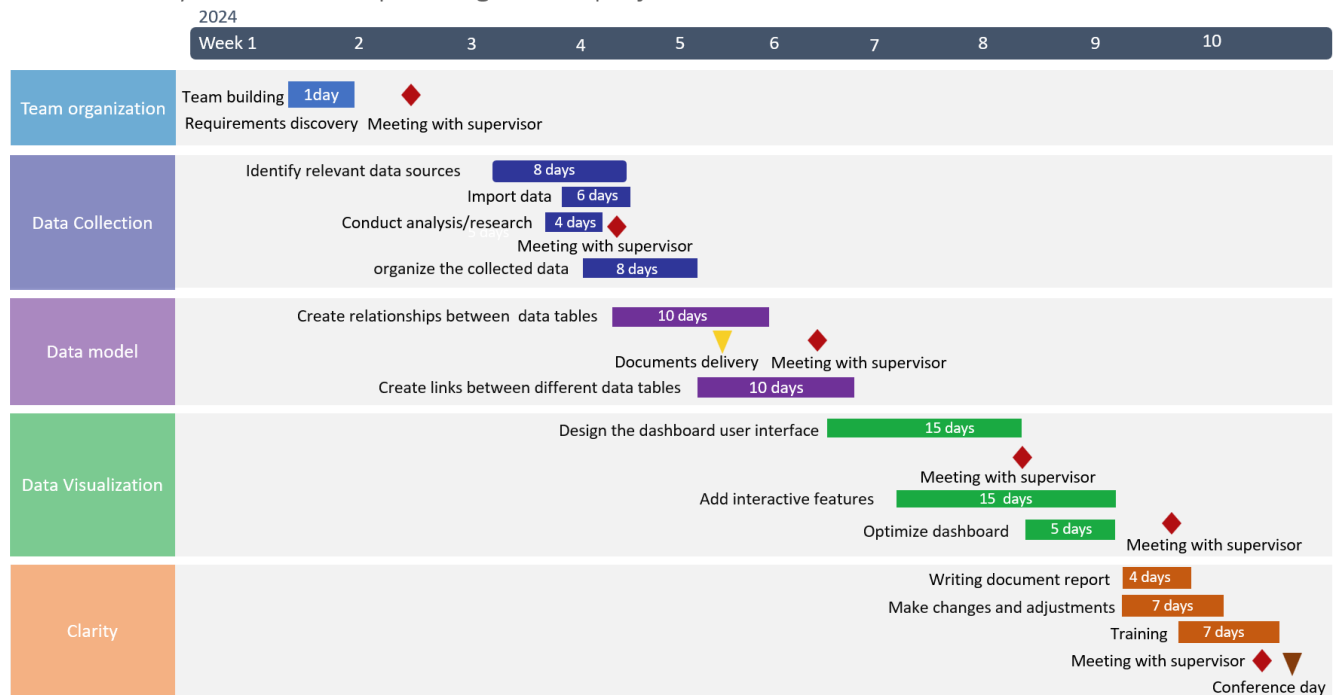 2024
Week 1 2 3 4 5 6 7 8 9 10
Team organization
Team building 1day
Requirements discovery Meeting with supervisor
Data Collection
Identify relevant data sources 8 days
Import data 6 days
Conduct analysis/research 4 days
Meeting with supervisor
organize the collected data 8 days
Data model
Create relationships between data tables 10 days
Documents delivery Meeting with supervisor
Create links between different data tables 10 days
Data Visualization
Design the dashboard user interface 15 days
Meeting with supervisor
Add interactive features 15 days
Optimize dashboard 5 days
Meeting with supervisor
Clarity
Writing document report 4 days
Make changes and adjustments 7 days
Training 7 days
Meeting with supervisor
Conference day